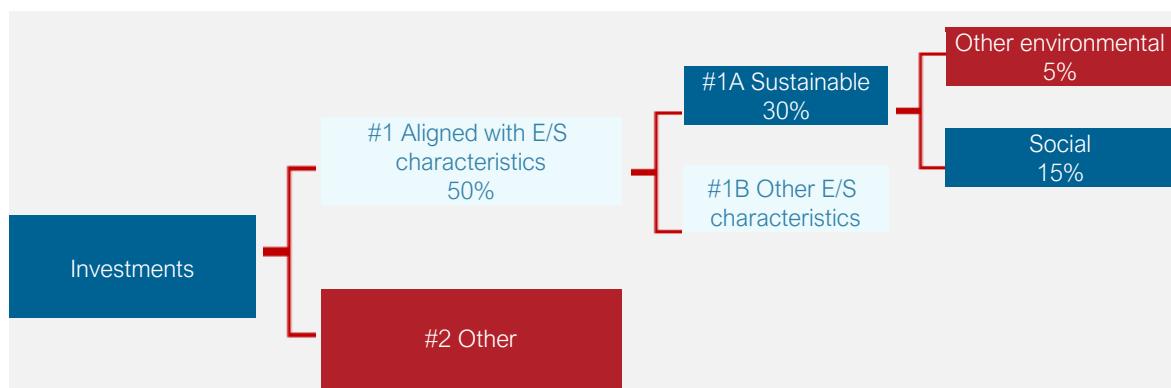 Investments
#1 Aligned with E/S
characteristics
50%
#2 Other
#1A Sustainable
30%
#1B Other E/S
characteristics
Other environmental
5%
Social
15%